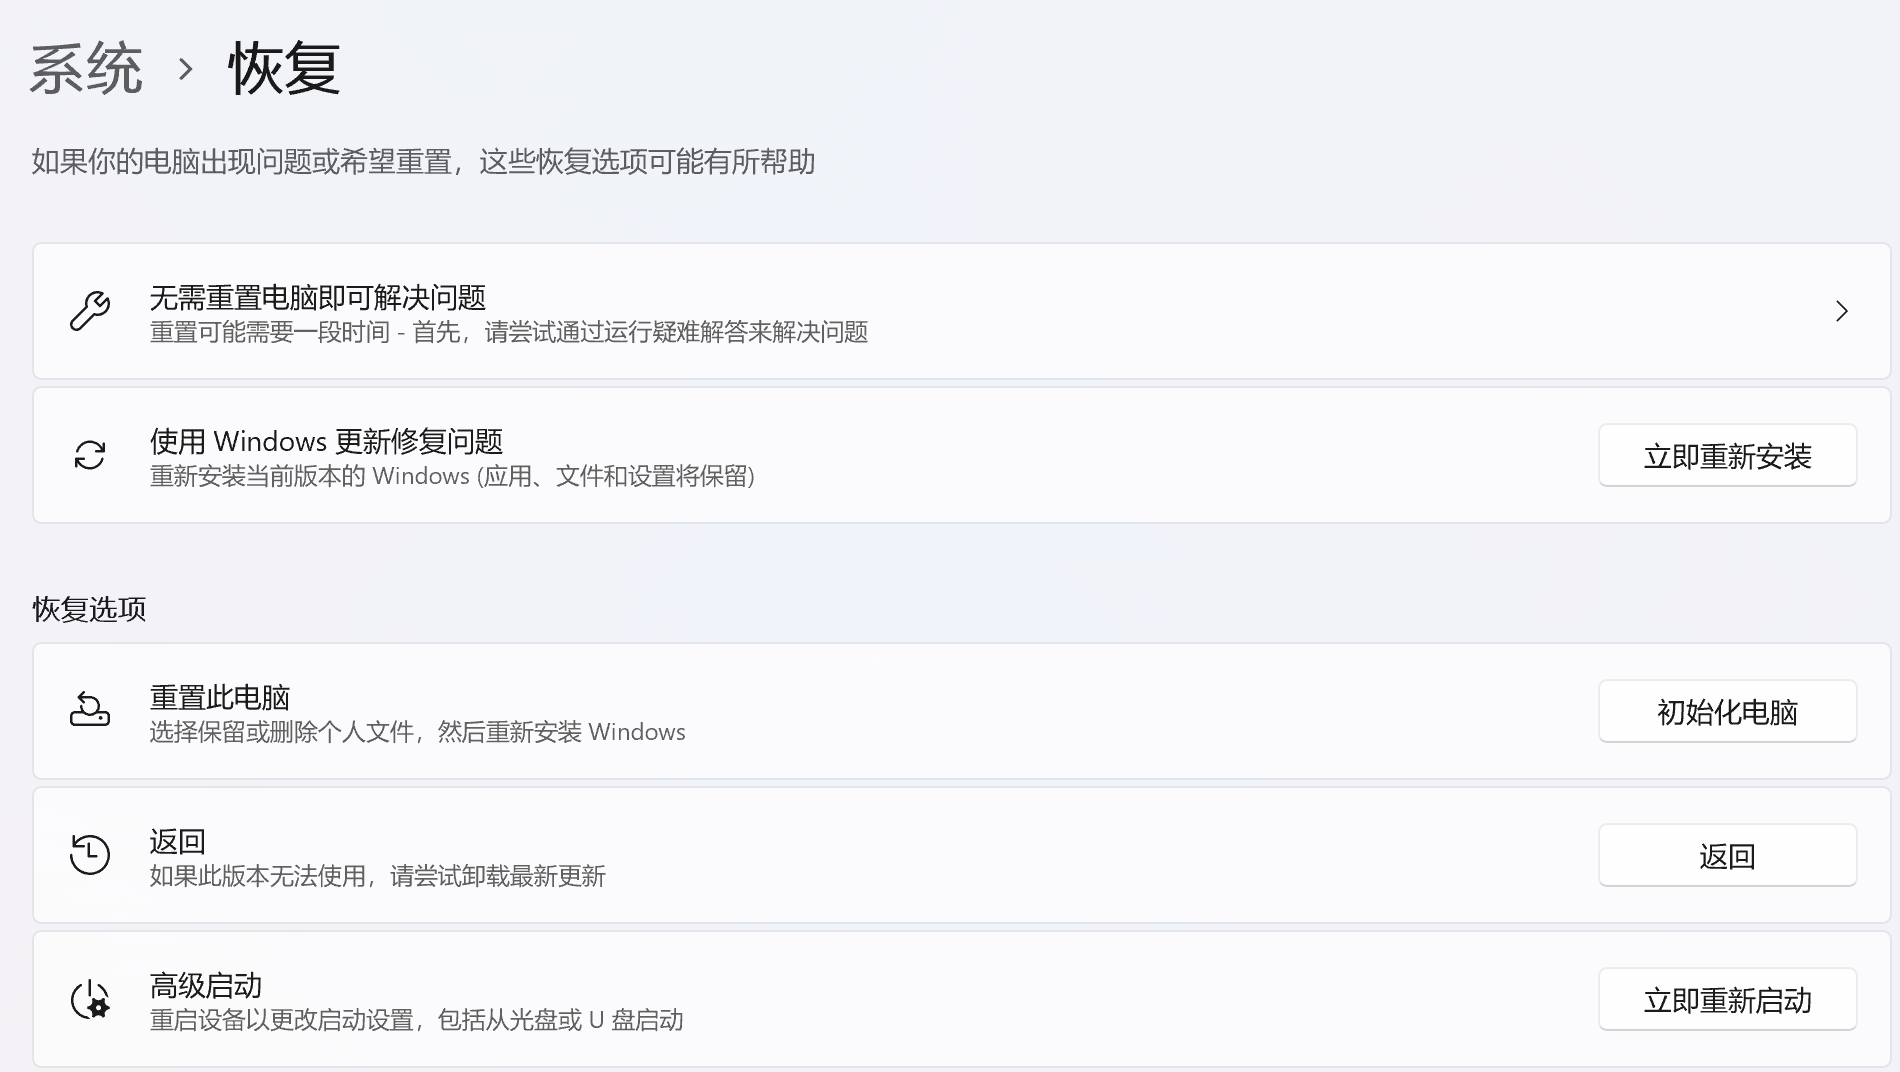 系统 › 恢复
如果你的电脑出现问题或希望重置，这些恢复选项可能有所帮助
无需重置电脑即可解决问题
重置可能需要一段时间 - 首先，请尝试通过运行疑难解答来解决问题
使用 Windows 更新修复问题
重新安装当前版本的 Windows (应用、文件和设置将保留)
立即重新安装
恢复选项
重置此电脑
选择保留或删除个人文件，然后重新安装 Windows
初始化电脑
返回
如果此版本无法使用，请尝试卸载最新更新
返回
高级启动
重启设备以更改启动设置，包括从光盘或 U 盘启动
立即重新启动